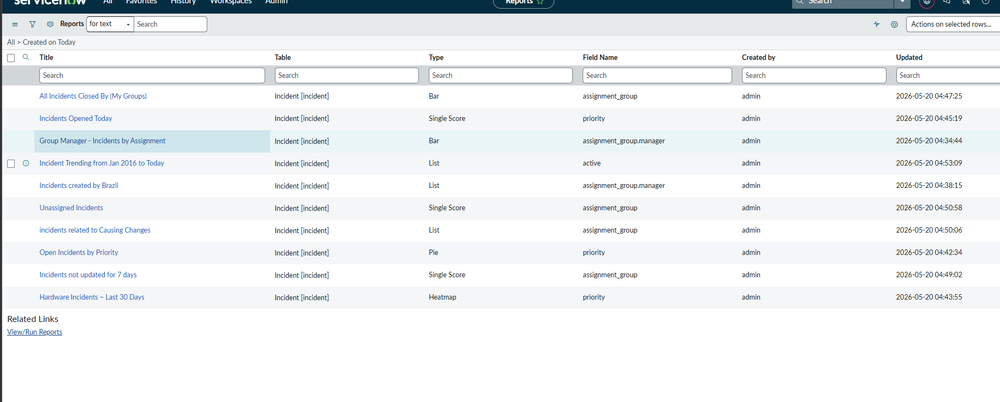 servicenow All Favorites History Workspaces Admin Reports Search
Reports for text Search Actions on selected rows...
All > Created on Today
Title Table Type Field Name Created by Updated
Search Search Search Search Search Search
All Incidents Closed By (My Groups) Incident [incident] Bar assignment_group admin 2026-05-20 04:47:25
Incidents Opened Today Incident [incident] Single Score priority admin 2026-05-20 04:45:19
Group Manager - Incidents by Assignment Incident [incident] Bar assignment_group.manager admin 2026-05-20 04:34:44
Incident Trending from Jan 2016 to Today Incident [incident] List active admin 2026-05-20 04:53:09
Incidents created by Brazil Incident [incident] List assignment_group.manager admin 2026-05-20 04:38:15
Unassigned Incidents Incident [incident] Single Score assignment_group admin 2026-05-20 04:50:58
incidents related to Causing Changes Incident [incident] List assignment_group admin 2026-05-20 04:50:06
Open Incidents by Priority Incident [incident] Pie priority admin 2026-05-20 04:42:34
Incidents not updated for 7 days Incident [incident] Single Score assignment_group admin 2026-05-20 04:49:02
Hardware Incidents – Last 30 Days Incident [incident] Heatmap priority admin 2026-05-20 04:43:55
Related Links
View/Run Reports